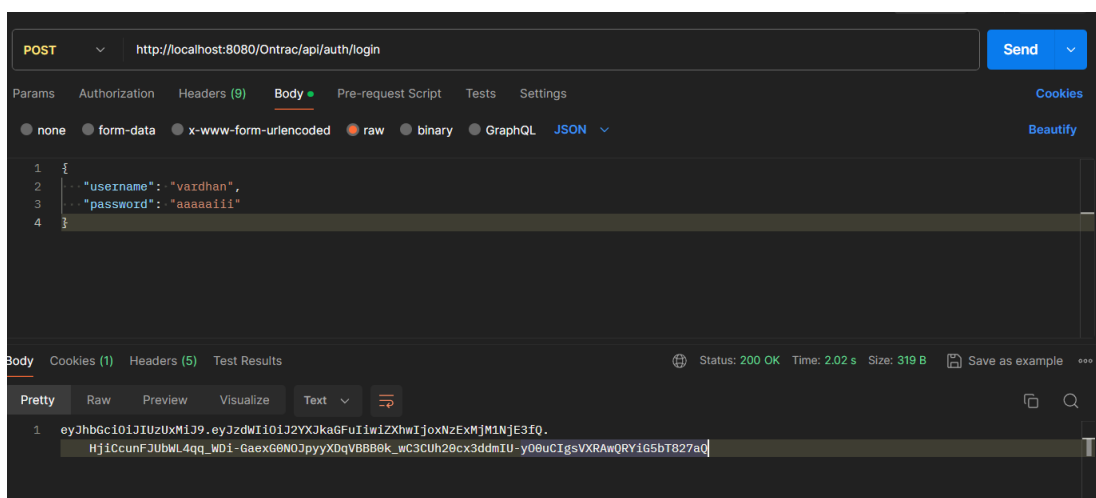 POST http://localhost:8080/Ontrac/api/auth/login Send
Params Authorization Headers (9) Body Pre-request Script Tests Settings Cookies
none form-data x-www-form-urlencoded raw binary GraphQL JSON Beautify
1 {
2 "username": "vardhan",
3 "password": "aaaaaiii"
4 }
Body Cookies (1) Headers (5) Test Results Status: 200 OK Time: 2.02 s Size: 319 B Save as example
Pretty Raw Preview Visualize Text
1 eyJhbGciOiJIUzUxMiJ9.eyJzdWIiOiJ2YXJkaGFuIiwiZXhwIjoxNzExMjM1NjE3fQ.
HjiCcunFJUbWL4qq_WDi-GaexG0NOJpyyXDqVBBB0k_wC3CUh20cx3ddmIU-yO0uCIgsVXRAwQRYiG5bT827aQ